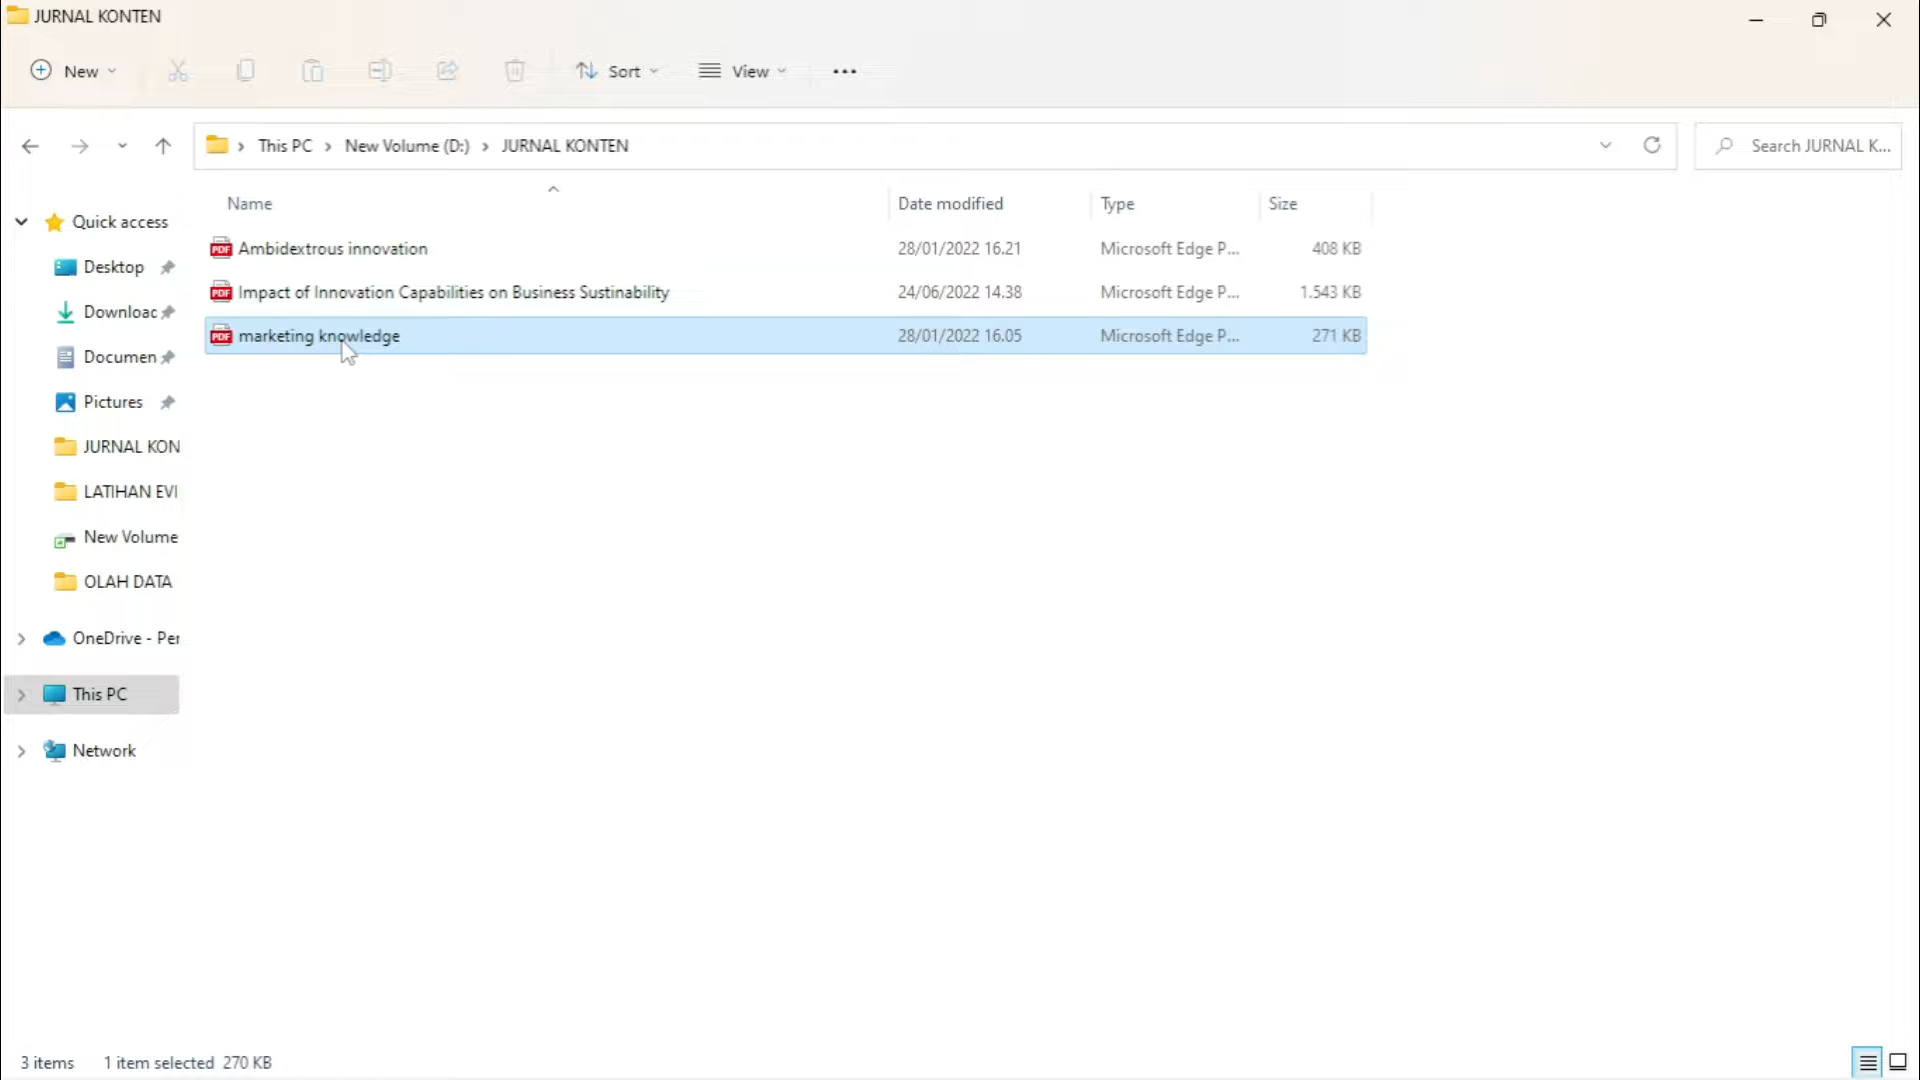 JURNAL KONTEN
New Sort View
This PC New Volume (D:) JURNAL KONTEN Search JURNAL K...
Name Date modified Type Size
Quick access
PDF Ambidextrous innovation 28/01/2022 16.21 Microsoft Edge P... 408 KB
Desktop
PDF Impact of Innovation Capabilities on Business Sustinability 24/06/2022 14.38 Microsoft Edge P... 1.543 KB
Downloac
PDF marketing knowledge 28/01/2022 16.05 Microsoft Edge P... 271 KB
Documen
Pictures
JURNAL KON
LATIHAN EVI
New Volume
OLAH DATA
OneDrive - Per
This PC
Network
3 items 1 item selected 270 KB